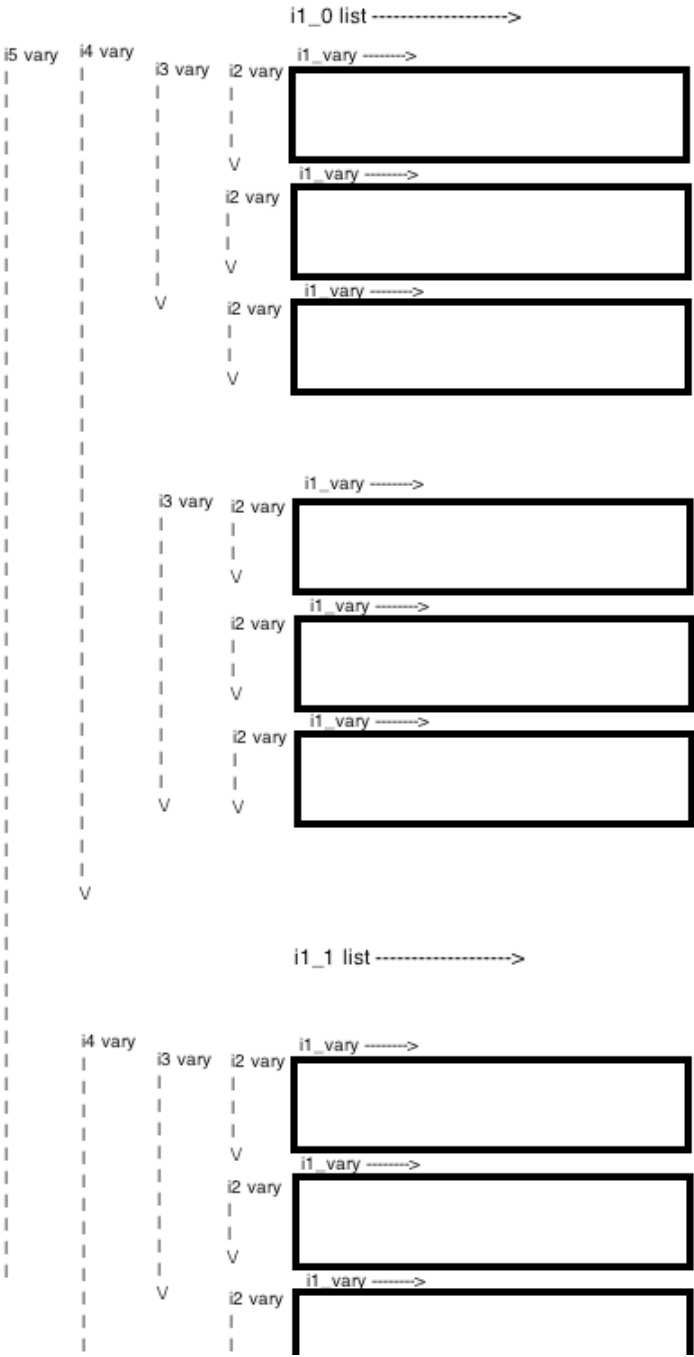 i1_0 list ------------------->
i5 vary i4 vary i1_vary -------->
i3 vary i2 vary
i1_vary -------->
i2 vary
i1_vary -------->
i2 vary
i1_vary -------->
i3 vary i2 vary
i1_vary -------->
i2 vary
i1_vary -------->
i2 vary
i1_1 list ------------------->
i4 vary i1_vary -------->
i3 vary i2 vary
i1_vary -------->
i2 vary
i1_vary -------->
i2 vary